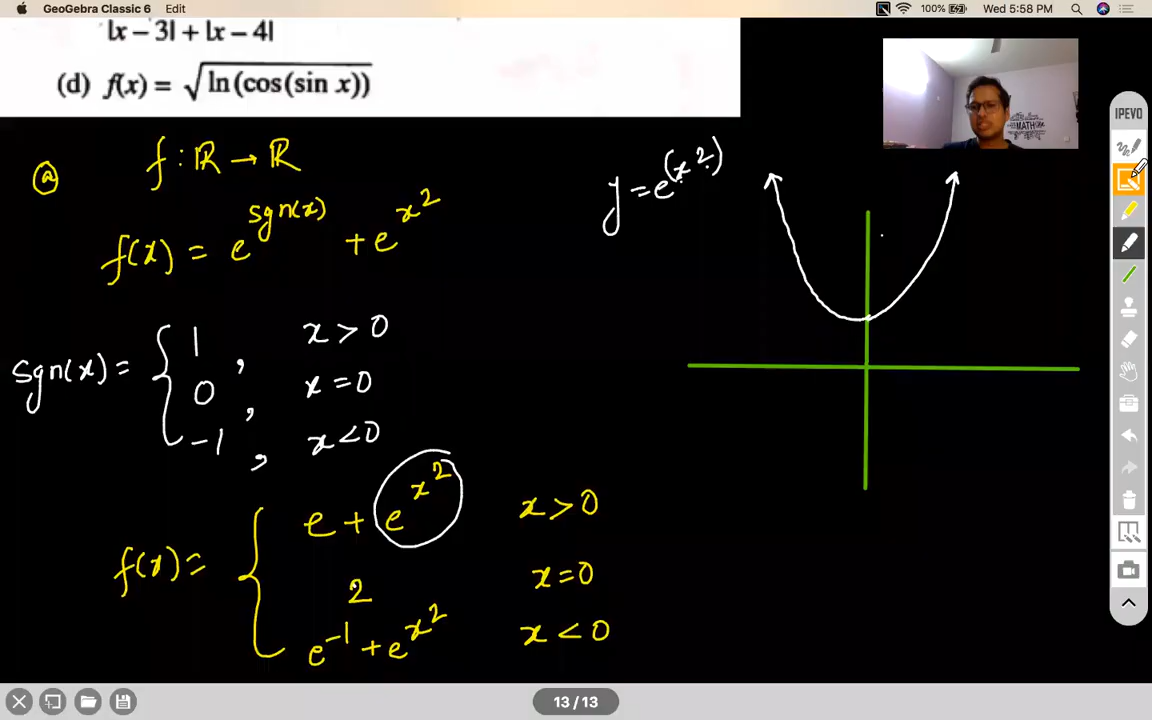 GeoGebra Classic 6 Edit 100% Wed 5:58 PM
|x − 3| + |x − 4|
(d) f(x) = √ln(cos(sin x))
IPEVO
MATH
ⓐ f : ℝ → ℝ
f(x) = e^sgn(x) + e^x²
y = e^(x²)
sgn(x) = { 1 , x > 0
0 , x = 0
−1 , x < 0
f(x) = { e + e^x² x > 0
2 x = 0
e^−1 + e^x² x < 0
13 / 13